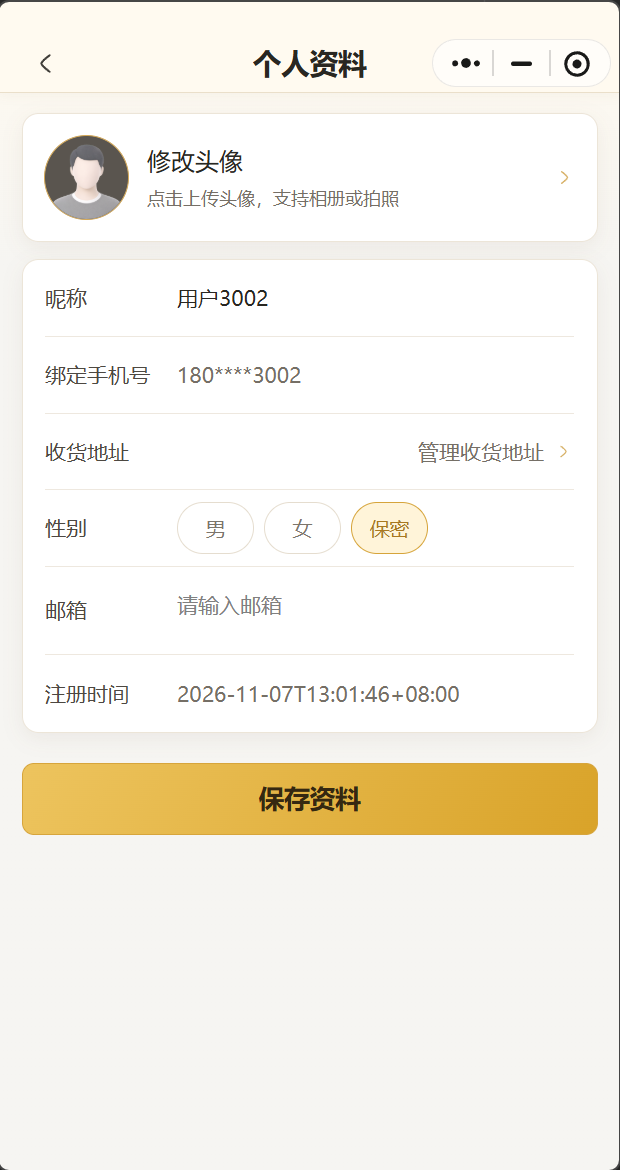 个人资料
修改头像
点击上传头像，支持相册或拍照
昵称 用户3002
绑定手机号 180****3002
收货地址 管理收货地址
性别 男 女 保密
邮箱 请输入邮箱
注册时间 2026-11-07T13:01:46+08:00
保存资料